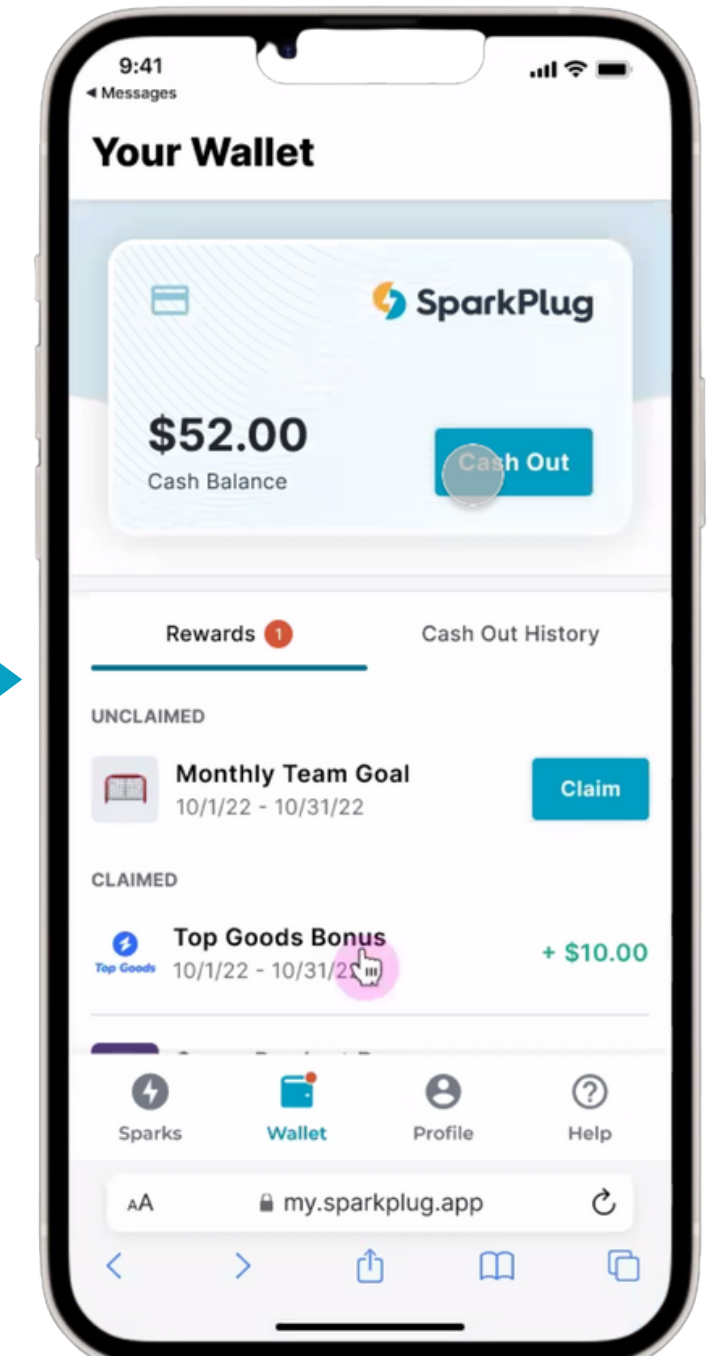 9:41
◀ Messages
Your Wallet
SparkPlug
$52.00
Cash Balance
Cash Out
Rewards 1
Cash Out History
UNCLAIMED
Monthly Team Goal
10/1/22 - 10/31/22
Claim
CLAIMED
Top Goods Bonus
Top Goods
10/1/22 - 10/31/22
+ $10.00
Sparks
Wallet
Profile
Help
AA
my.sparkplug.app